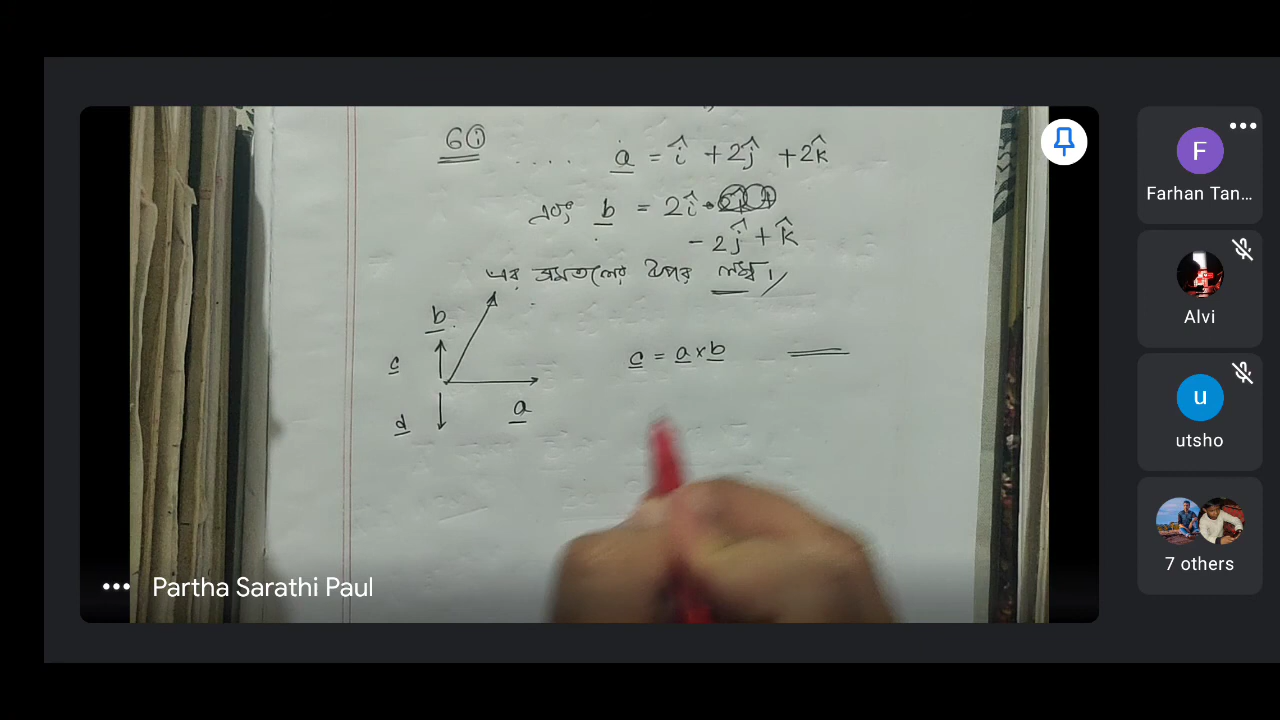 6(i) .... a = î + 2ĵ + 2k̂
এবং b = 2î
- 2ĵ + k̂
এর সমতলের উপর লম্ব।
b
c
c = a × b
a
d
Partha Sarathi Paul
F
Farhan Tan...
Alvi
u
utsho
7 others